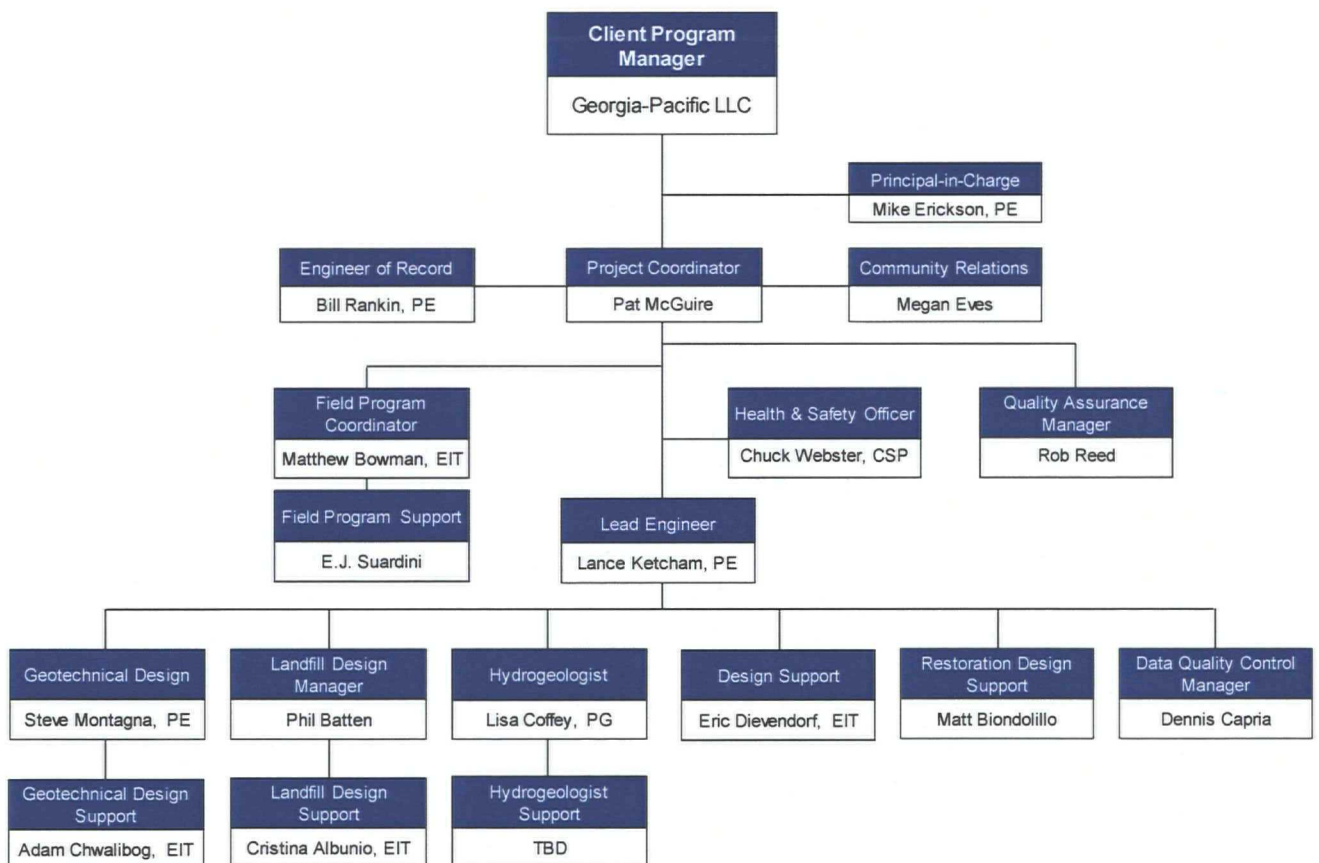 Client Program
Manager
Georgia-Pacific LLC
Principal-in-Charge
Mike Erickson, PE
Engineer of Record
Bill Rankin, PE
Project Coordinator
Pat McGuire
Community Relations
Megan Eves
Field Program
Coordinator
Matthew Bowman, EIT
Health & Safety Officer
Chuck Webster, CSP
Quality Assurance
Manager
Rob Reed
Field Program Support
E.J. Suardini
Lead Engineer
Lance Ketcham, PE
Geotechnical Design
Steve Montagna, PE
Landfill Design
Manager
Phil Batten
Hydrogeologist
Lisa Coffey, PG
Design Support
Eric Dievendorf, EIT
Restoration Design
Support
Matt Biondolillo
Data Quality Control
Manager
Dennis Capria
Geotechnical Design
Support
Adam Chwalibog, EIT
Landfill Design
Support
Cristina Albunio, EIT
Hydrogeologist
Support
TBD